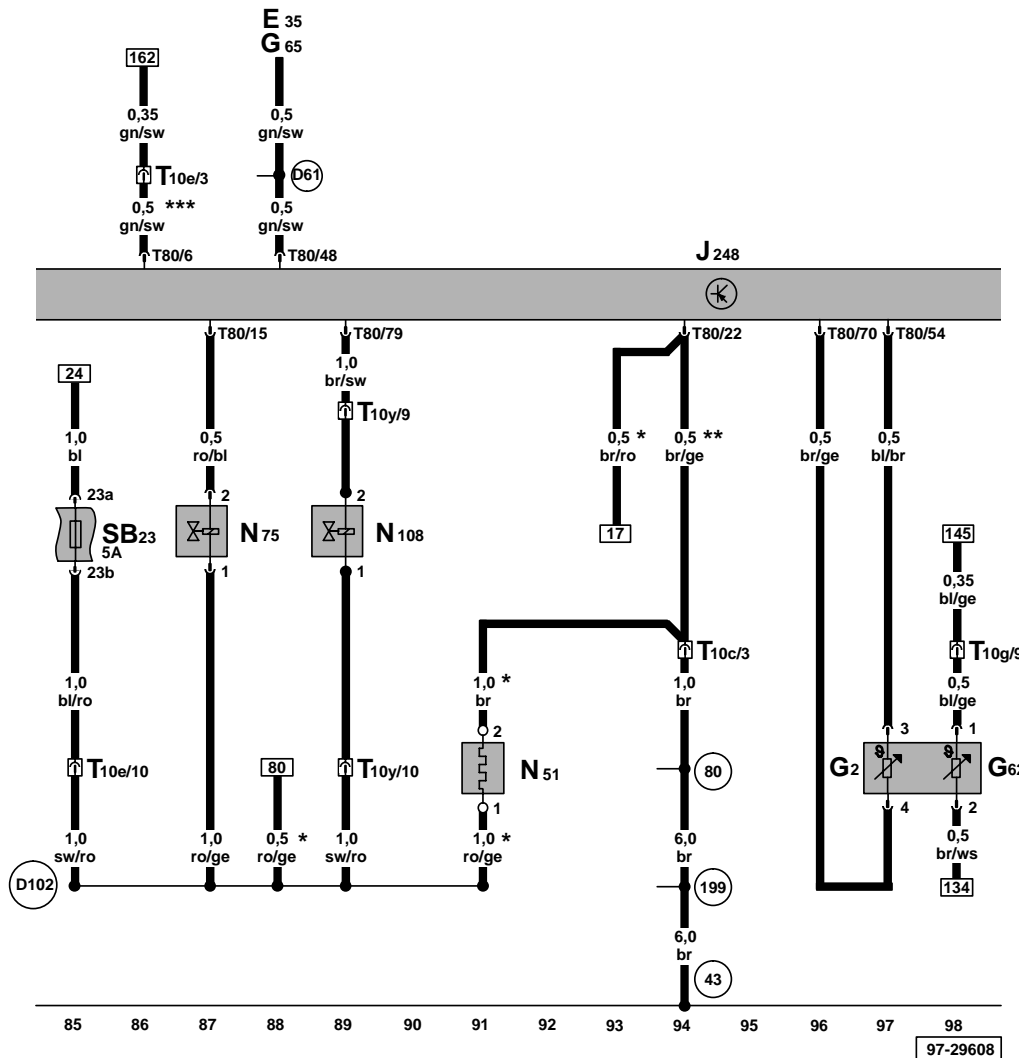 E 35
G 65
162
0,35
gn/sw
0,5
gn/sw
T10e/3
D61
0,5 ***
gn/sw
0,5
gn/sw
T80/6
T80/48
J 248
T80/15
T80/79
T80/22
T80/70
T80/54
24
1,0
br/sw
T10y/9
1,0
bl
0,5
ro/bl
0,5 *
br/ro
0,5 **
br/ge
0,5
br/ge
0,5
bl/br
23a
2
2
SB23
5A
N 75
N 108
17
145
23b
1
1
0,35
bl/ge
T10c/3
T10g/9
1,0
bl/ro
1,0 *
br
1,0
br
0,5
bl/ge
2
3
1
T10e/10
80
T10y/10
N 51
80
G 2
G 62
1
4
2
1,0
sw/ro
1,0
ro/ge
0,5 *
ro/ge
1,0
sw/ro
1,0 *
ro/ge
6,0
br
0,5
br/ws
D102
199
134
6,0
br
43
85 86 87 88 89 90 91 92 93 94 95 96 97 98
97-29608